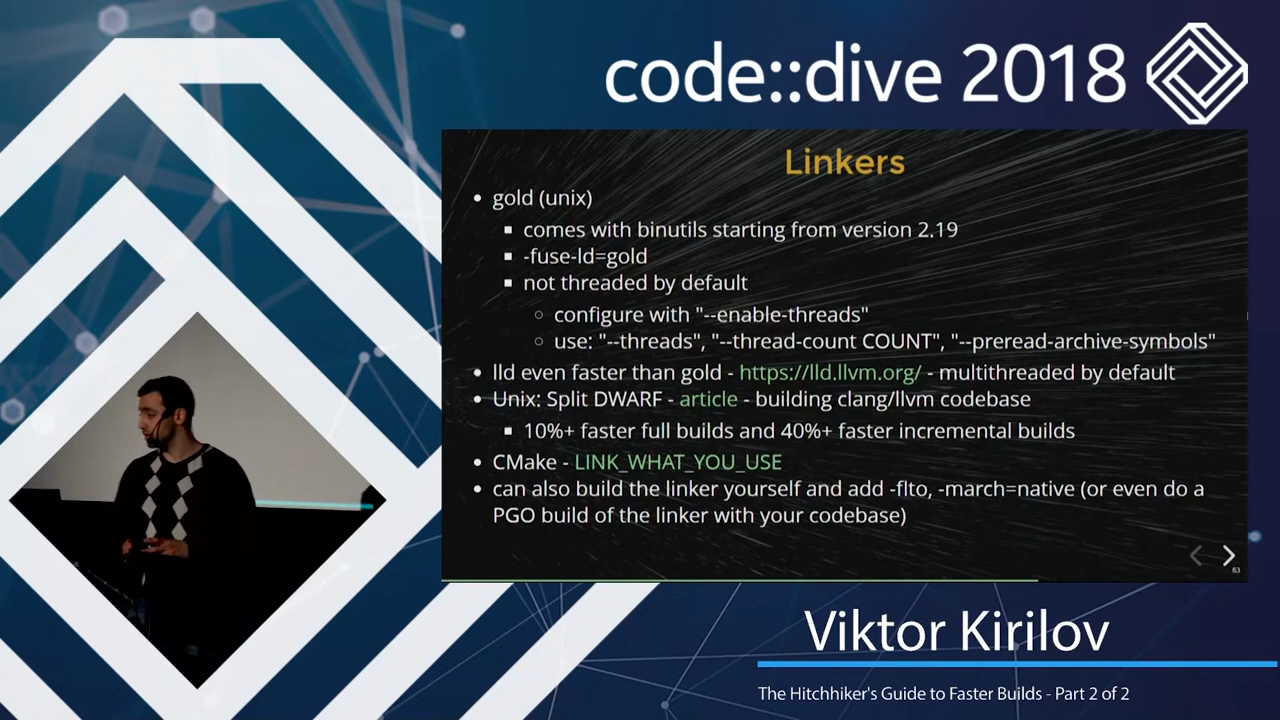 code::dive 2018
Linkers
• gold (unix)
▪ comes with binutils starting from version 2.19
▪ -fuse-ld=gold
▪ not threaded by default
○ configure with "--enable-threads"
○ use: "--threads", "--thread-count COUNT", "--preread-archive-symbols"
• lld even faster than gold - https://lld.llvm.org/ - multithreaded by default
• Unix: Split DWARF - article - building clang/llvm codebase
▪ 10%+ faster full builds and 40%+ faster incremental builds
• CMake - LINK_WHAT_YOU_USE
• can also build the linker yourself and add -flto, -march=native (or even do a
PGO build of the linker with your codebase)
63
Viktor Kirilov
The Hitchhiker's Guide to Faster Builds - Part 2 of 2